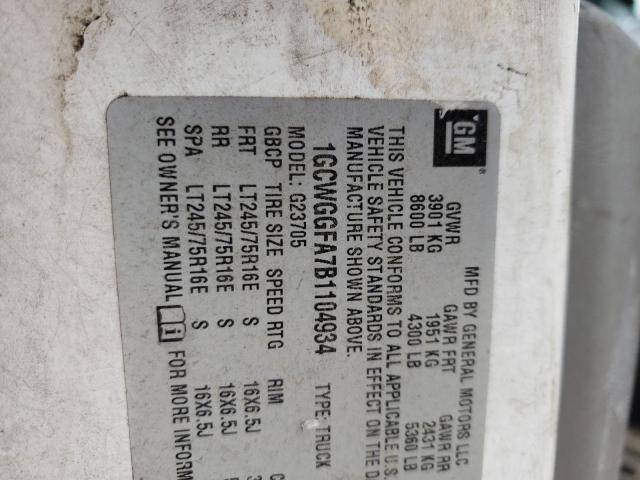 GM
MFD BY GENERAL MOTORS LLC
GVWR GAWR FRT GAWR RR
3901 KG 1951 KG 2431 KG
8600 LB 4300 LB 5360 LB
THIS VEHICLE CONFORMS TO ALL APPLICABLE U.S.
VEHICLE SAFETY STANDARDS IN EFFECT ON THE D
MANUFACTURE SHOWN ABOVE.
1GCWGGFA7B1104934 TYPE: TRUCK
MODEL: G23705
GBCP TIRE SIZE SPEED RTG RIM
FRT LT245/75R16E S 16X6.5J
RR LT245/75R16E S 16X6.5J
SPA LT245/75R16E S 16X6.5J
SEE OWNER'S MANUAL FOR MORE INFORM